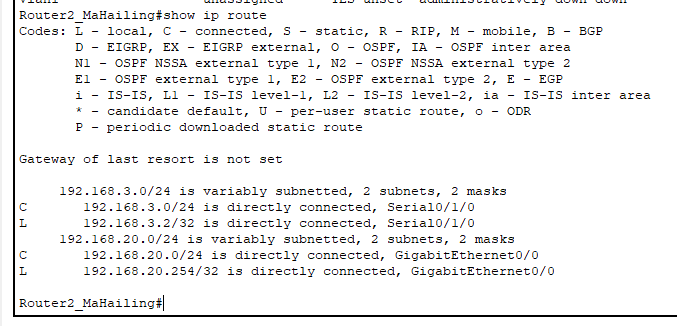 Router2_MaHailing#show ip route
Codes: L - local, C - connected, S - static, R - RIP, M - mobile, B - BGP
       D - EIGRP, EX - EIGRP external, O - OSPF, IA - OSPF inter area
       N1 - OSPF NSSA external type 1, N2 - OSPF NSSA external type 2
       E1 - OSPF external type 1, E2 - OSPF external type 2, E - EGP
       i - IS-IS, L1 - IS-IS level-1, L2 - IS-IS level-2, ia - IS-IS inter area
       * - candidate default, U - per-user static route, o - ODR
       P - periodic downloaded static route
Gateway of last resort is not set
     192.168.3.0/24 is variably subnetted, 2 subnets, 2 masks
C       192.168.3.0/24 is directly connected, Serial0/1/0
L       192.168.3.2/32 is directly connected, Serial0/1/0
     192.168.20.0/24 is variably subnetted, 2 subnets, 2 masks
C       192.168.20.0/24 is directly connected, GigabitEthernet0/0
L       192.168.20.254/32 is directly connected, GigabitEthernet0/0
Router2_MaHailing#